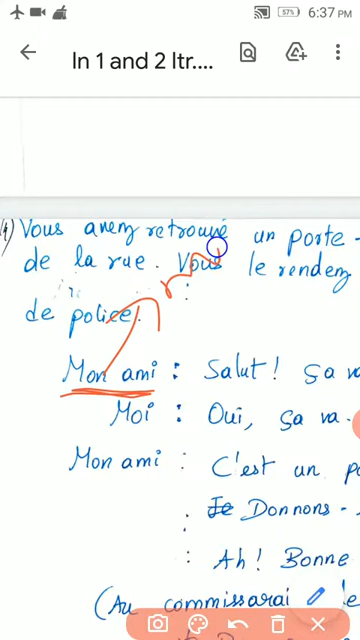 57% 6:37 PM
In 1 and 2 ltr....
4) Vous avez retrouvé un porte-
de la rue. Vous le rendez
de police.
Mon ami : Salut! ça va
Moi : Oui, ça va.
Mon ami : C'est un po
: Je Donnons-
: Ah! Bonne
(Au commissarai le